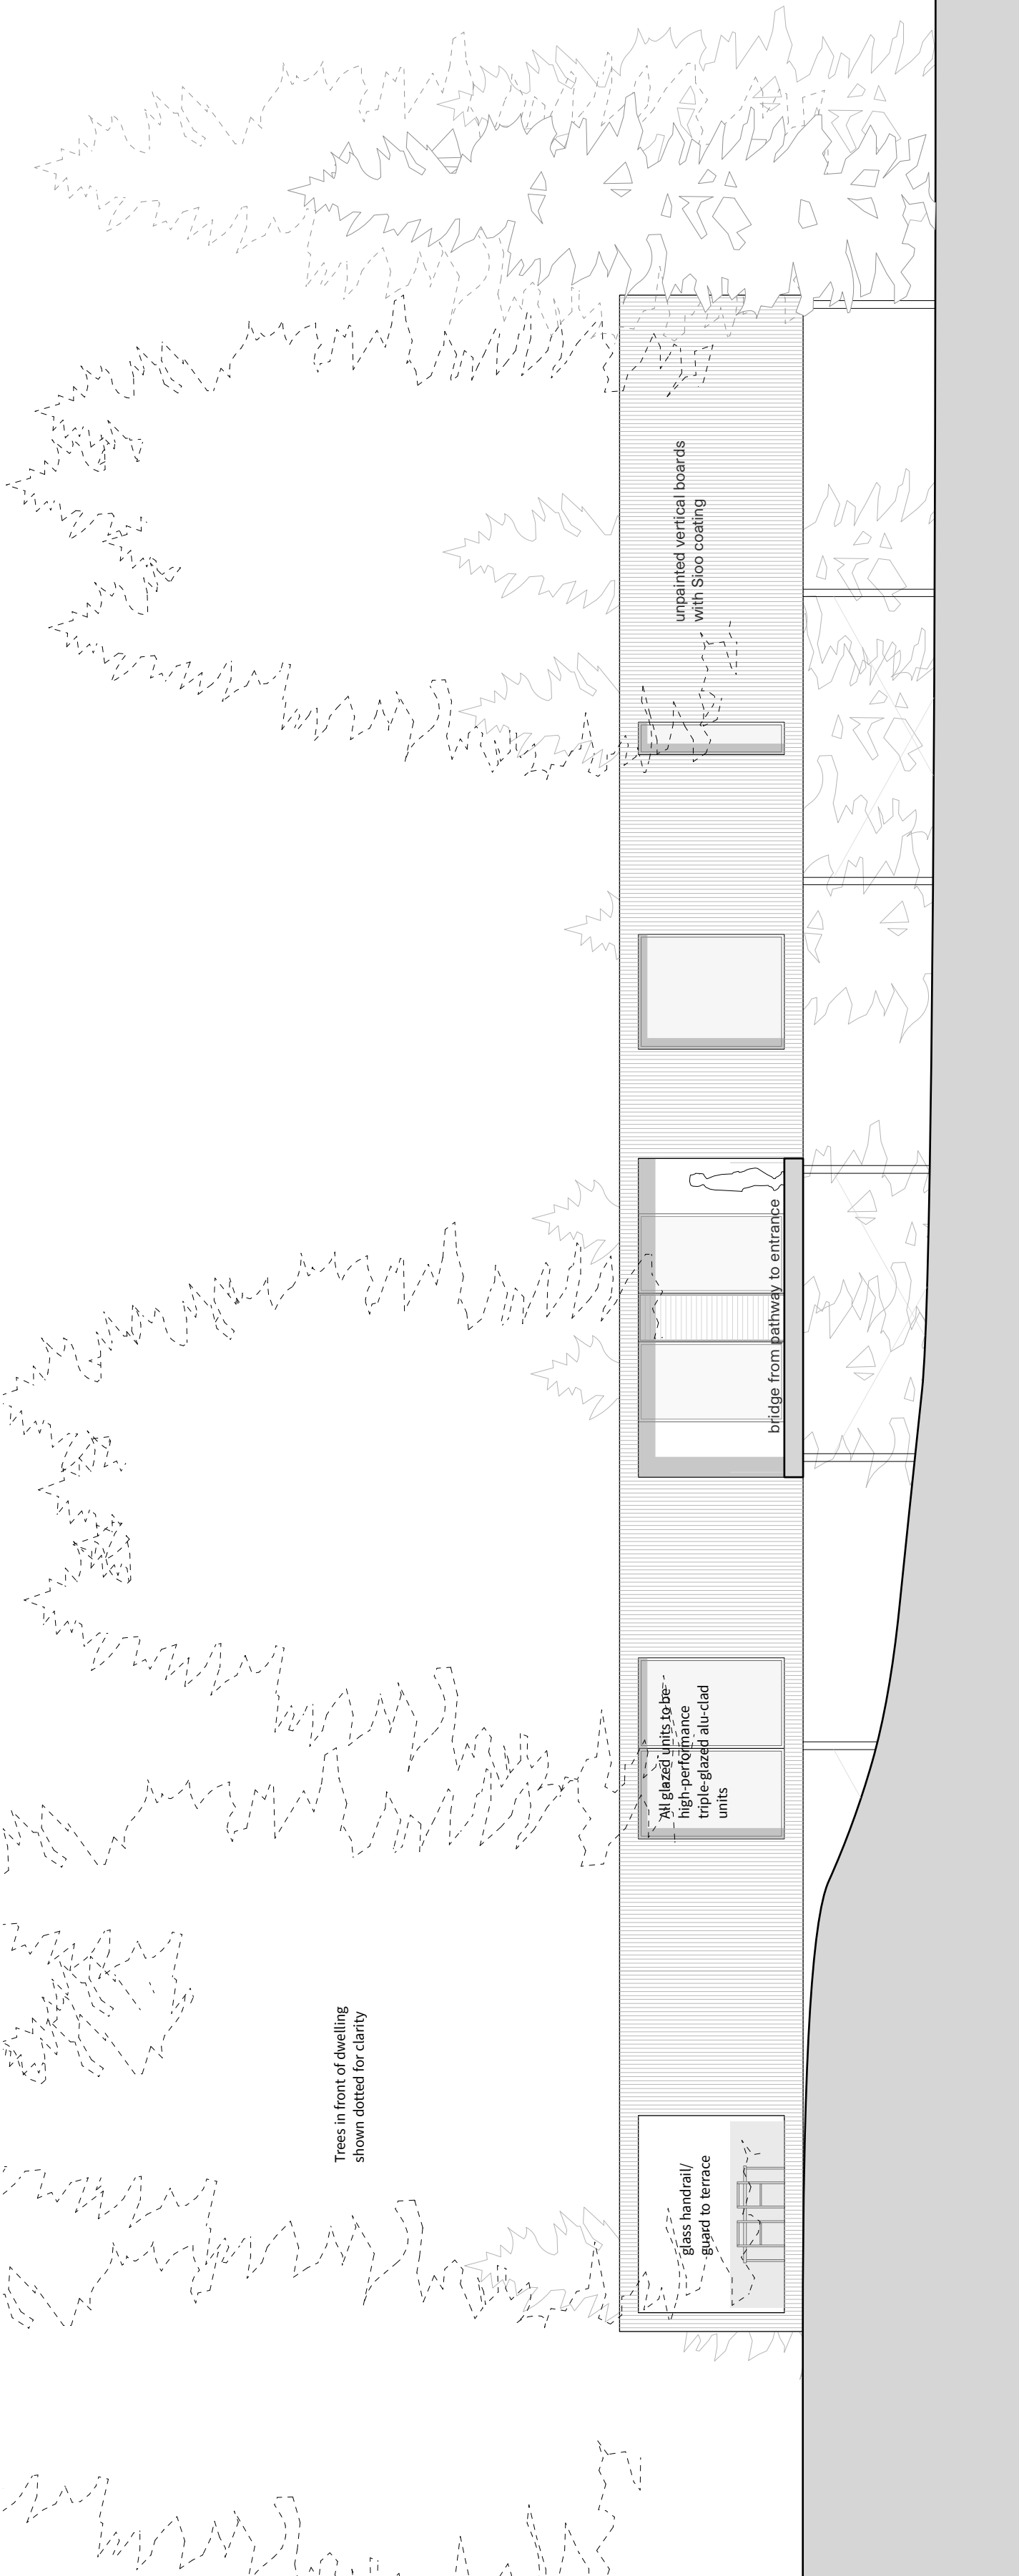 Trees in front of dwelling
shown dotted for clarity
glass handrail/
guard to terrace
All glazed units to be
high-performance
triple-glazed alu-clad
units
bridge from pathway to entrance
unpainted vertical boards
with Sioo coating